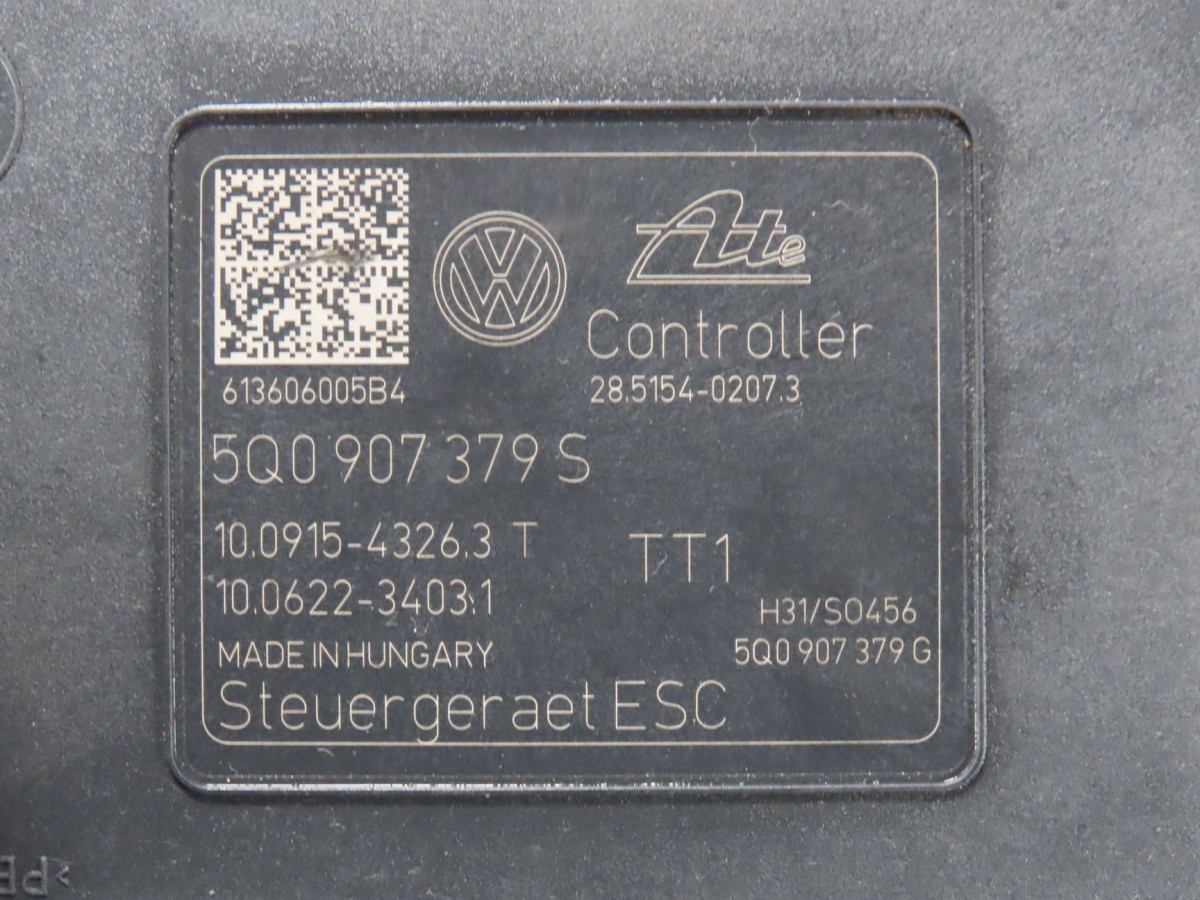 Ate
Controller
613606005B4
28.5154-0207.3
5Q0 907 379 S
10.0915-4326.3 T
TT1
10.0622-3403.1
H31/SO456
MADE IN HUNGARY
5Q0 907 379 G
Steuergeraet ESC